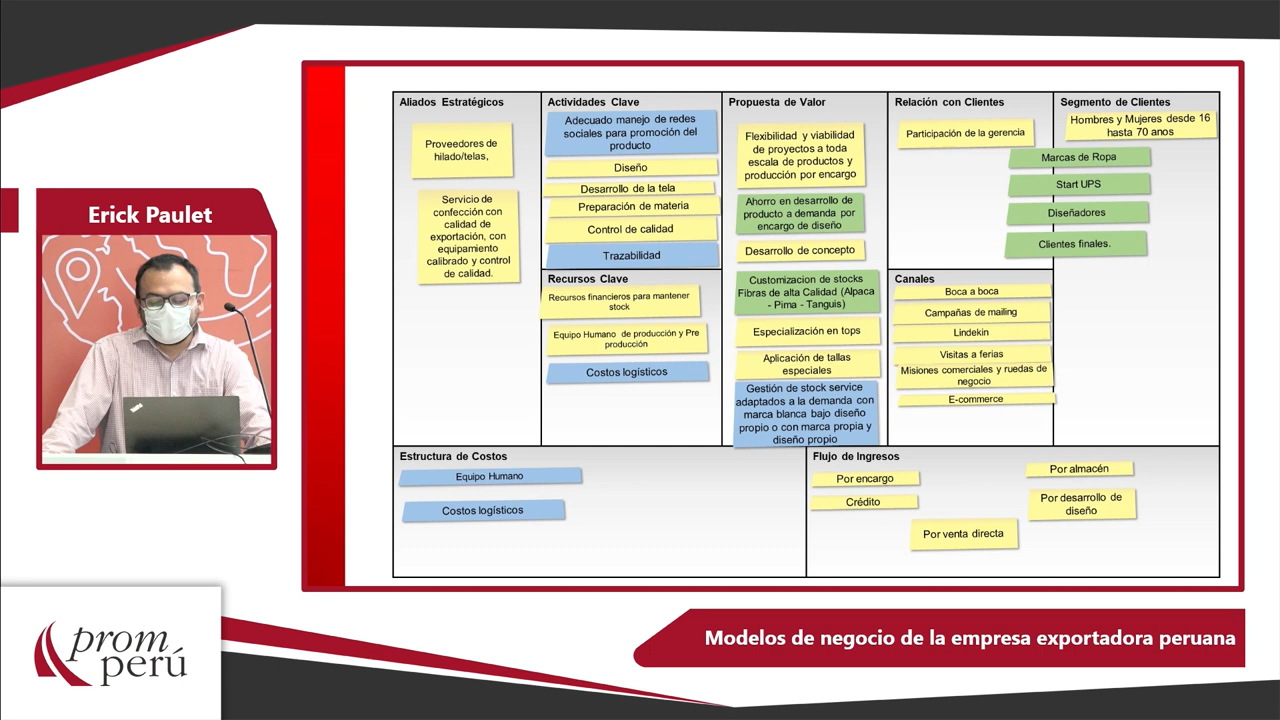 Erick Paulet
Aliados Estratégicos
Proveedores de
hilado/telas,
Servicio de
confección con
calidad de
exportación, con
equipamiento
calibrado y control
de calidad.
Actividades Clave
Adecuado manejo de redes
sociales para promoción del
producto
Diseño
Desarrollo de la tela
Preparación de materia
Control de calidad
Trazabilidad
Recursos Clave
Recursos financieros para mantener
stock
Equipo Humano de producción y Pre
producción
Costos logísticos
Propuesta de Valor
Flexibilidad y viabilidad
de proyectos a toda
escala de productos y
producción por encargo
Ahorro en desarrollo de
producto a demanda por
encargo de diseño
Desarrollo de concepto
Customizacion de stocks
Fibras de alta Calidad (Alpaca
- Pima - Tanguis)
Especialización en tops
Aplicación de tallas
especiales
Gestión de stock service
adaptados a la demanda con
marca blanca bajo diseño
propio o con marca propia y
diseño propio
Relación con Clientes
Participación de la gerencia
Canales
Boca a boca
Campañas de mailing
Lindekin
Visitas a ferias
Misiones comerciales y ruedas de
negocio
E-commerce
Segmento de Clientes
Hombres y Mujeres desde 16
hasta 70 anos
Marcas de Ropa
Start UPS
Diseñadores
Clientes finales.
Estructura de Costos
Equipo Humano
Costos logísticos
Flujo de Ingresos
Por encargo
Crédito
Por venta directa
Por almacén
Por desarrollo de
diseño
prom
perú
Modelos de negocio de la empresa exportadora peruana